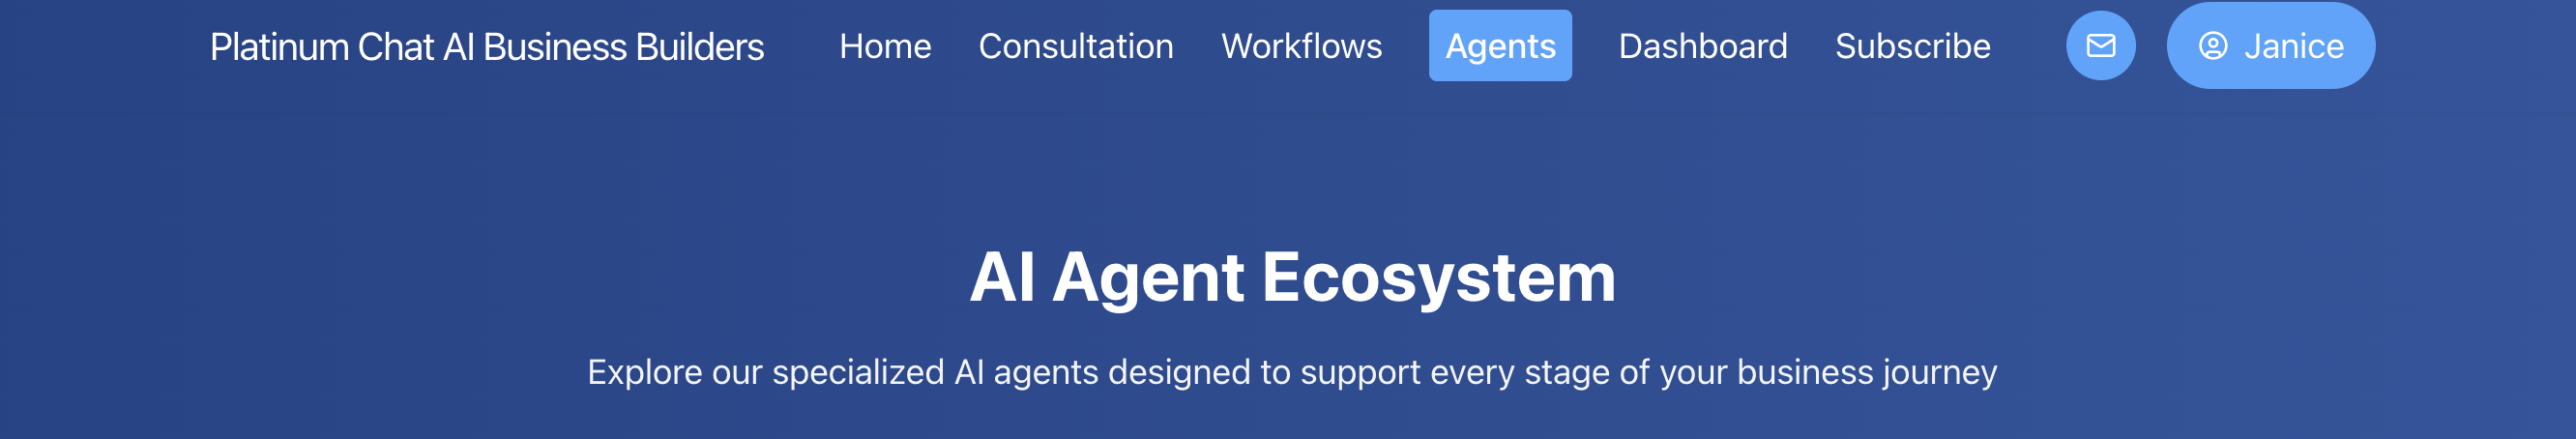 Platinum Chat AI Business Builders Home Consultation Workflows Agents Dashboard Subscribe Janice
AI Agent Ecosystem
Explore our specialized AI agents designed to support every stage of your business journey